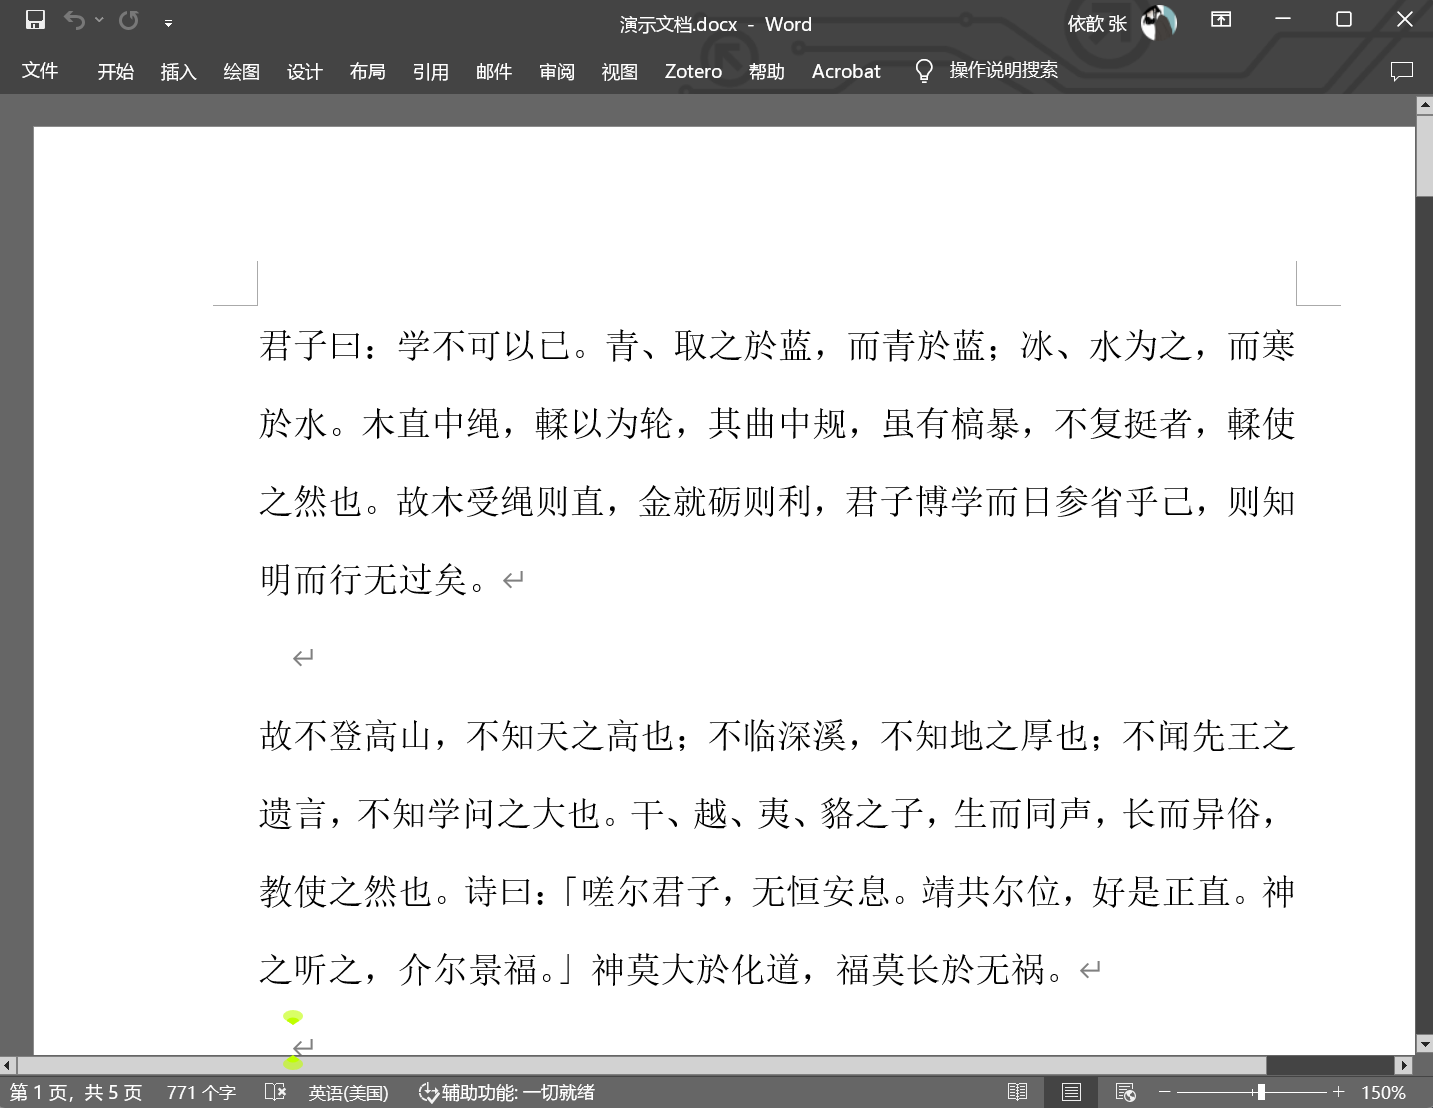 演示文档.docx - Word
依歆 张
文件 开始 插入 绘图 设计 布局 引用 邮件 审阅 视图 Zotero 帮助 Acrobat 操作说明搜索
君子曰：学不可以已。青、取之於蓝，而青於蓝；冰、水为之，而寒
於水。木直中绳，輮以为轮，其曲中规，虽有槁暴，不复挺者，輮使
之然也。故木受绳则直，金就砺则利，君子博学而日参省乎己，则知
明而行无过矣。
故不登高山，不知天之高也；不临深溪，不知地之厚也；不闻先王之
遗言，不知学问之大也。干、越、夷、貉之子，生而同声，长而异俗，
教使之然也。诗曰：「嗟尔君子，无恒安息。靖共尔位，好是正直。神
之听之，介尔景福。」神莫大於化道，福莫长於无祸。
第 1 页，共 5 页 771 个字 英语(美国) 辅助功能: 一切就绪 150%